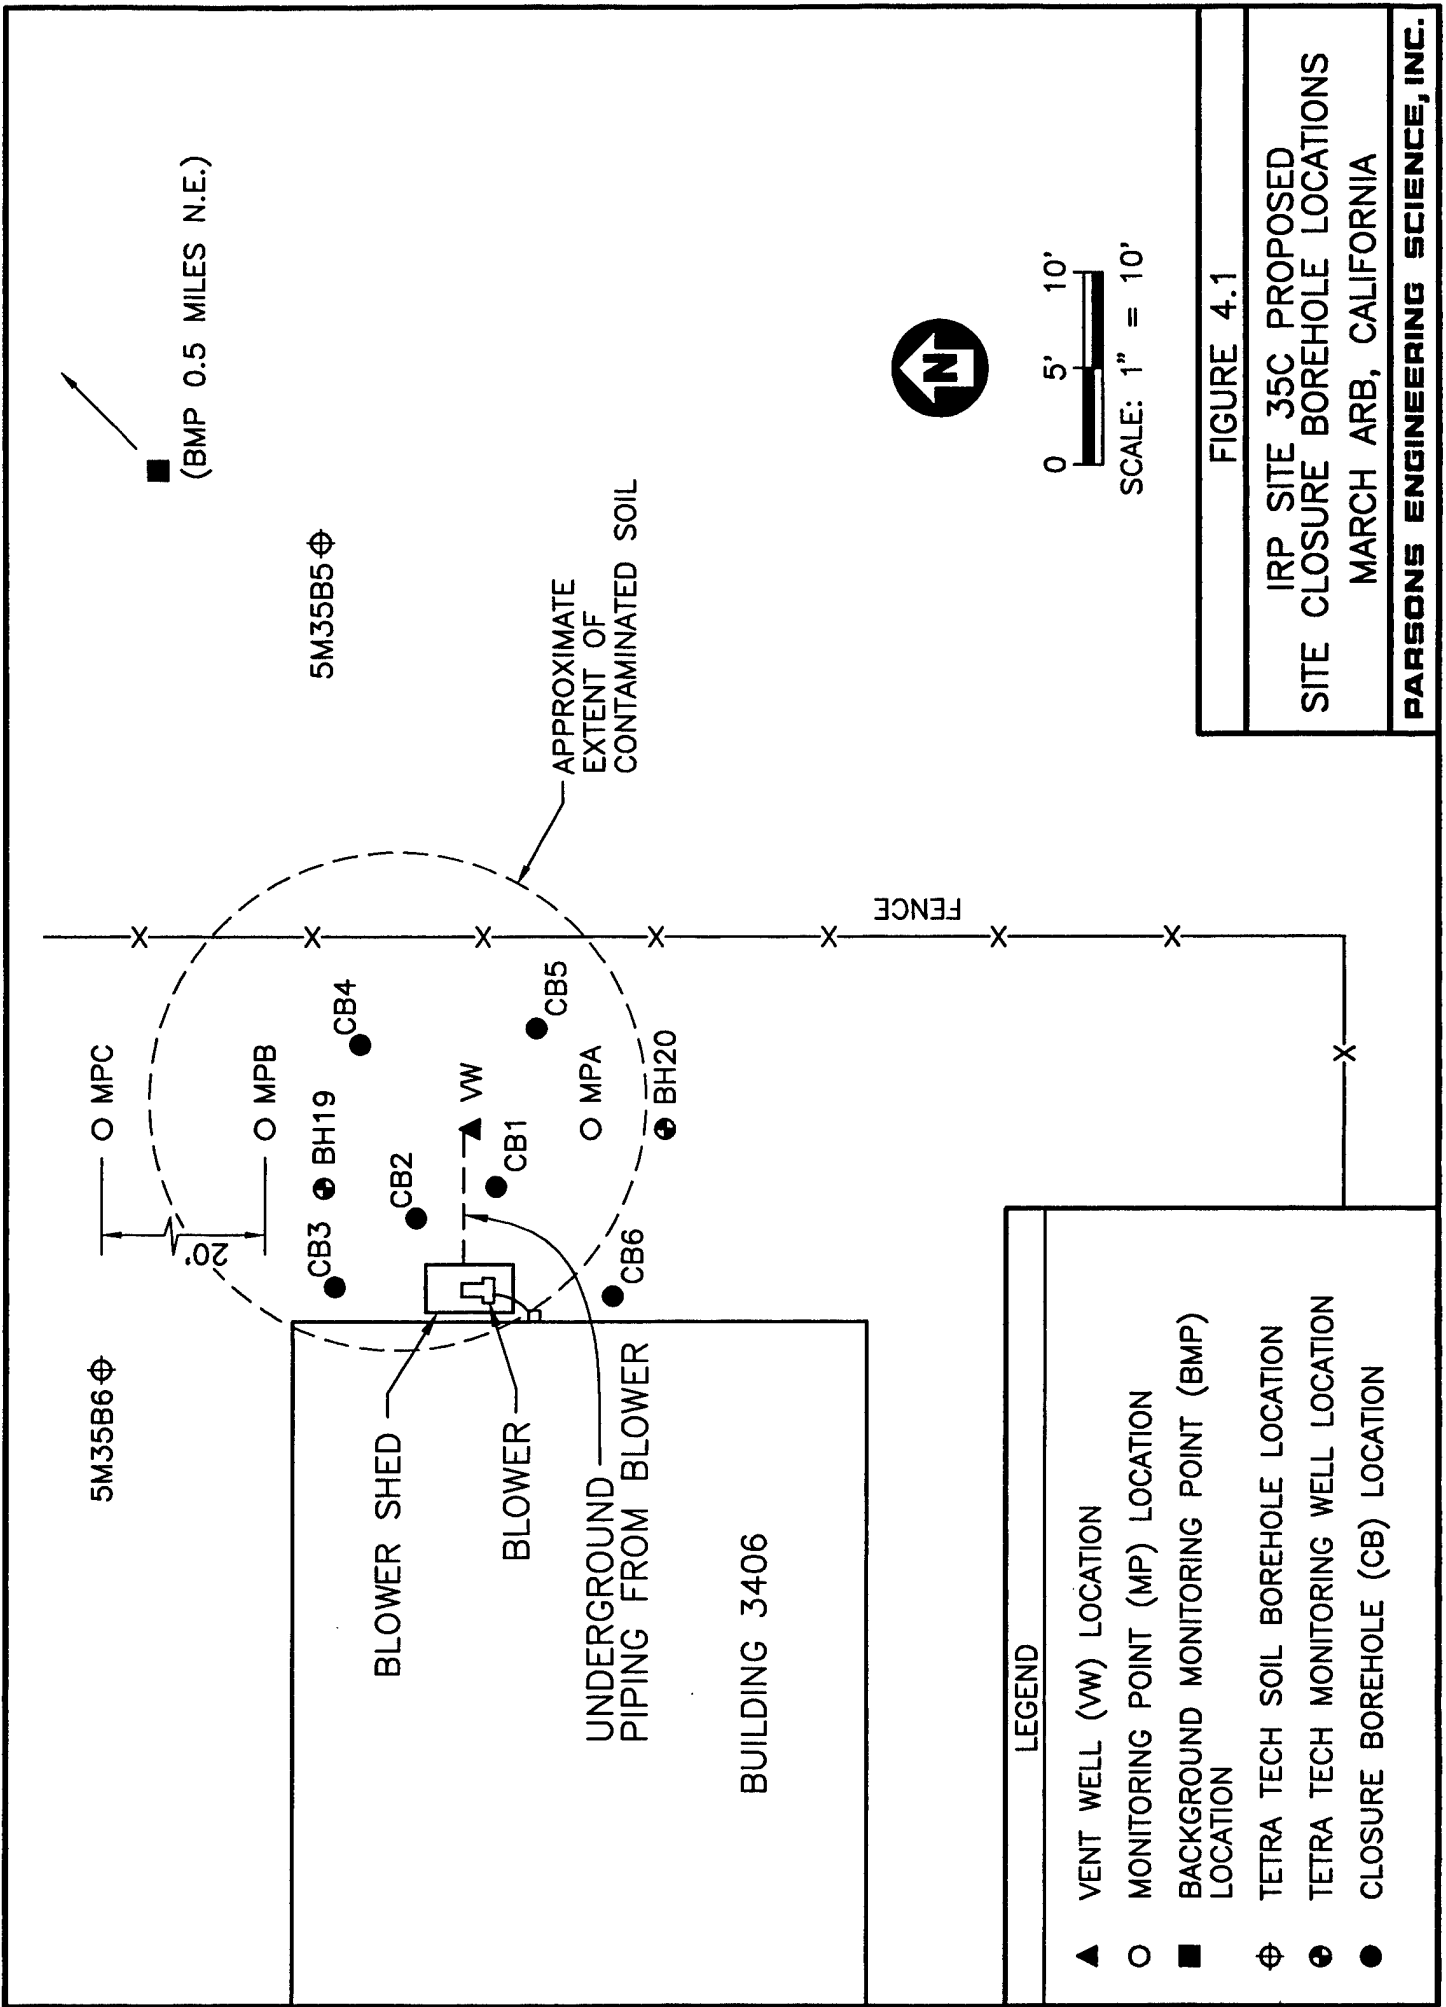 5M35B6
MPC
20'
MPB
CB3
BH19
CB4
CB2
VW
CB1
CB5
MPA
CB6
BH20
BLOWER SHED
BLOWER
UNDERGROUND
PIPING FROM BLOWER
BUILDING 3406
FENCE
X
X
X
X
X
X
X
X
5M35B5
(BMP 0.5 MILES N.E.)
APPROXIMATE
EXTENT OF
CONTAMINATED SOIL
N
0 5' 10'
SCALE: 1" = 10'
LEGEND
VENT WELL (VW) LOCATION
MONITORING POINT (MP) LOCATION
BACKGROUND MONITORING POINT (BMP)
LOCATION
TETRA TECH SOIL BOREHOLE LOCATION
TETRA TECH MONITORING WELL LOCATION
CLOSURE BOREHOLE (CB) LOCATION
FIGURE 4.1
IRP SITE 35C PROPOSED
SITE CLOSURE BOREHOLE LOCATIONS
MARCH ARB, CALIFORNIA
PARSONS ENGINEERING SCIENCE, INC.